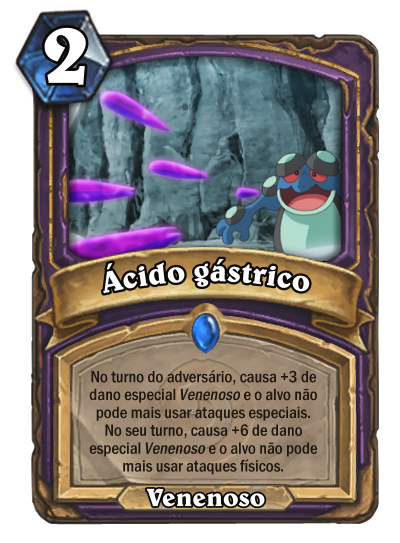 2
Ácido gástrico
No turno do adversário, causa +3 de
dano especial Venenoso e o alvo não
pode mais usar ataques especiais.
No seu turno, causa +6 de dano
especial Venenoso e o alvo não pode
mais usar ataques físicos.
Venenoso